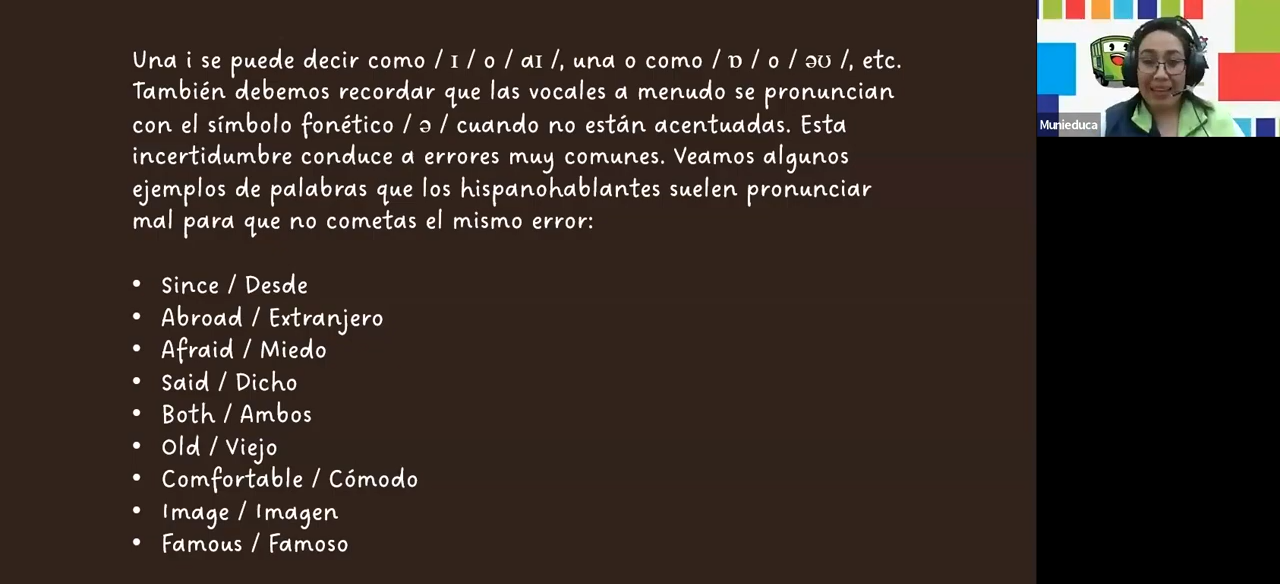 Una i se puede decir como / ɪ / o / aɪ /, una o como / ɒ / o / əʊ /, etc.
También debemos recordar que las vocales a menudo se pronuncian
con el símbolo fonético / ə / cuando no están acentuadas. Esta
incertidumbre conduce a errores muy comunes. Veamos algunos
ejemplos de palabras que los hispanohablantes suelen pronunciar
mal para que no cometas el mismo error:
• Since / Desde
• Abroad / Extranjero
• Afraid / Miedo
• Said / Dicho
• Both / Ambos
• Old / Viejo
• Comfortable / Cómodo
• Image / Imagen
• Famous / Famoso
Munieduca